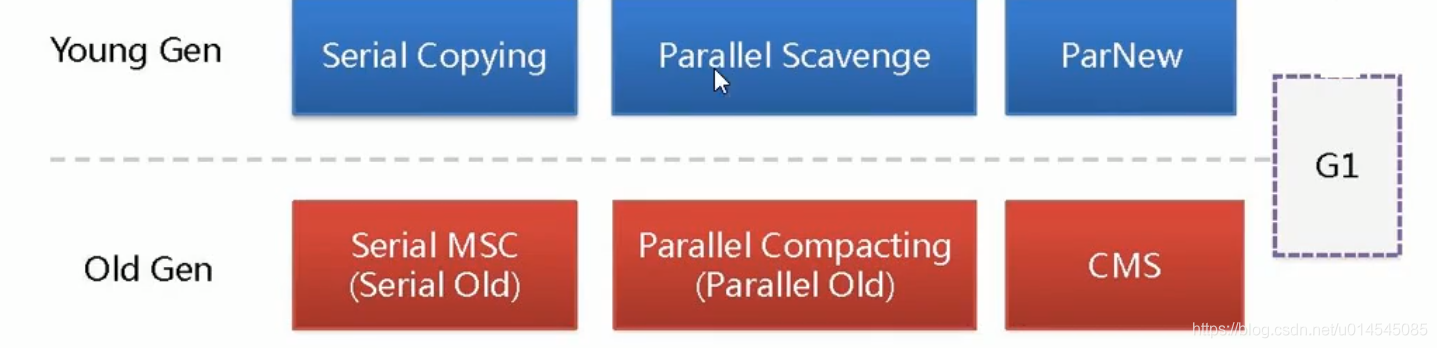 Young Gen
Serial Copying
Parallel Scavenge
ParNew
G1
Old Gen
Serial MSC
(Serial Old)
Parallel Compacting
(Parallel Old)
CMS
https://blog.csdn.net/u014545085